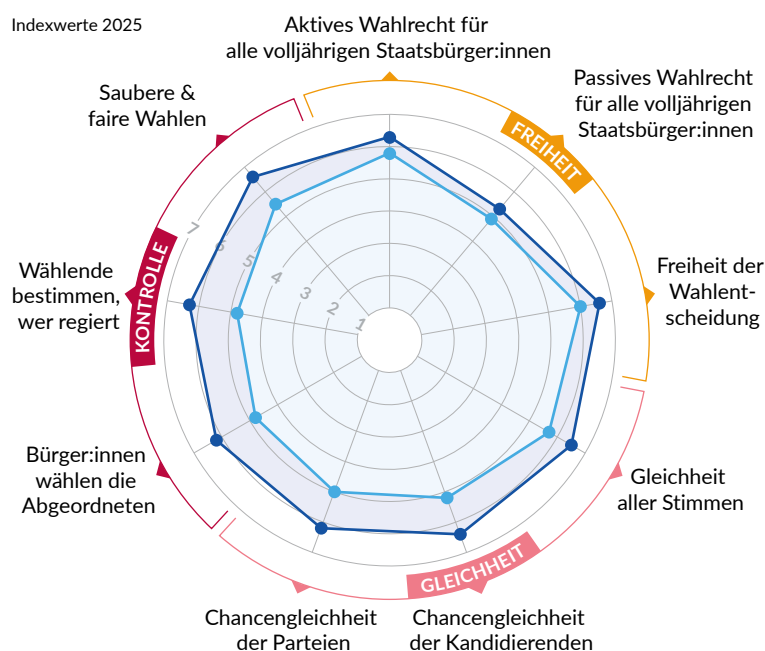 Indexwerte 2025
Aktives Wahlrecht für
alle volljährigen Staatsbürger:innen
Passives Wahlrecht
für alle volljährigen
Staatsbürger:innen
FREIHEIT
Freiheit der
Wahlent-
scheidung
Gleichheit
aller Stimmen
GLEICHHEIT
Chancengleichheit
der Kandidierenden
Chancengleichheit
der Parteien
Bürger:innen
wählen die
Abgeordneten
KONTROLLE
Wählende
bestimmen,
wer regiert
Saubere &
faire Wahlen
7
6
5
4
3
2
1